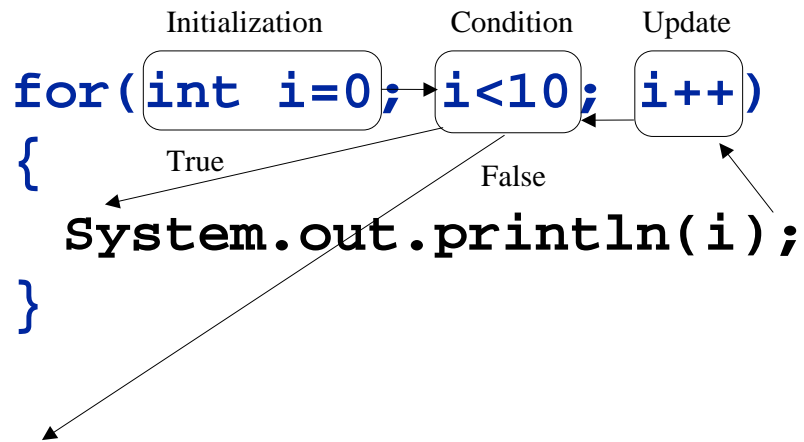 Initialization Condition Update
for(int i=0; i<10; i++)
{
True
False
System.out.println(i);
}